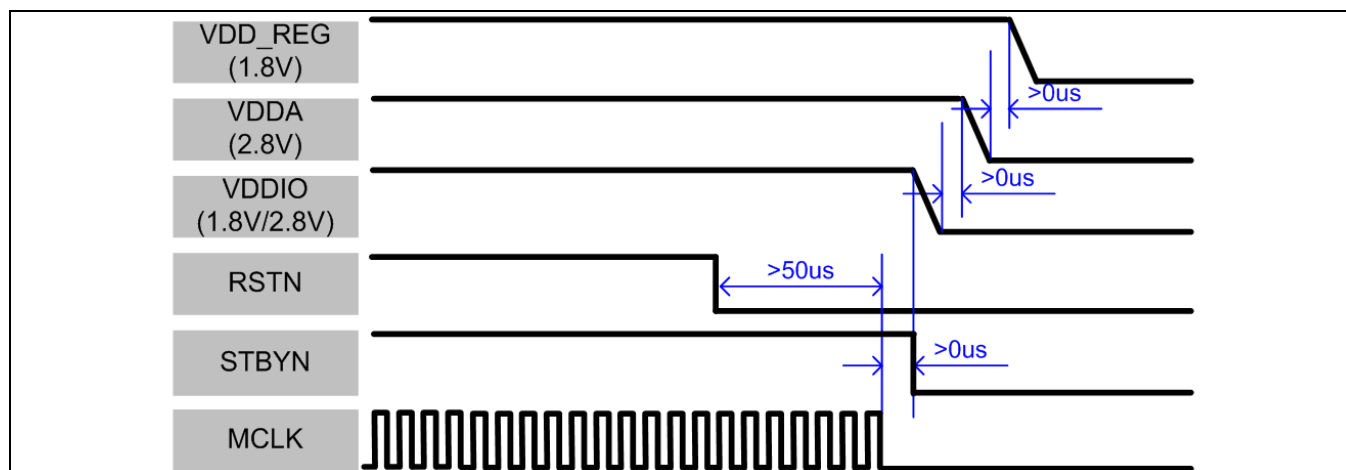 VDD_REG
(1.8V)
>0us
VDDA
(2.8V)
>0us
VDDIO
(1.8V/2.8V)
RSTN
>50us
STBYN
>0us
MCLK